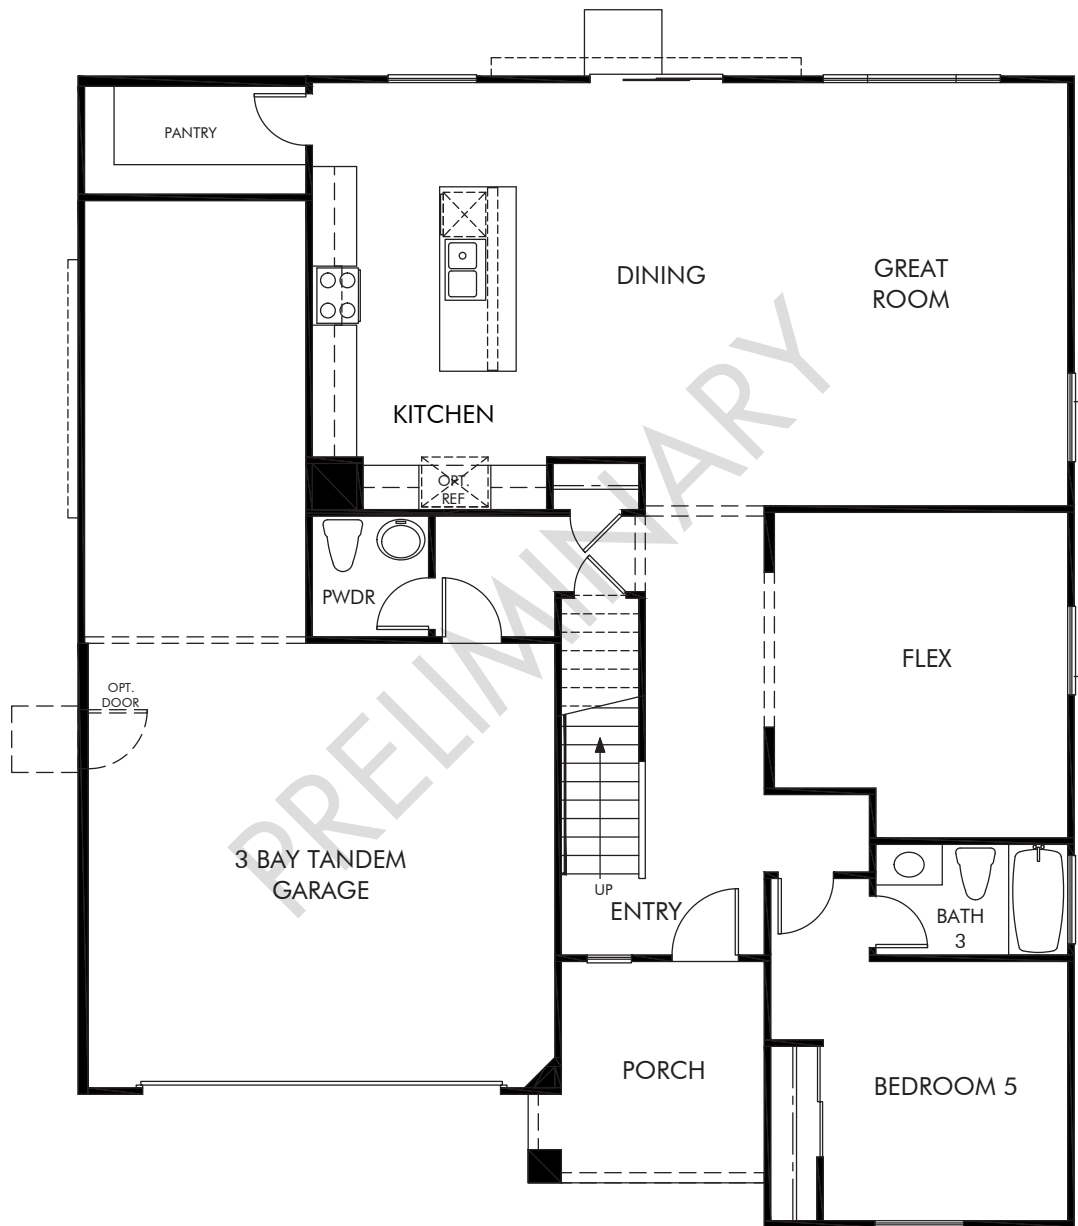 PANTRY
DINING
GREAT
ROOM
KITCHEN
OPT.
REF
PWDR
FLEX
OPT.
DOOR
PRELIMINARY
3 BAY TANDEM
GARAGE
UP
ENTRY
BATH
3
PORCH
BEDROOM 5